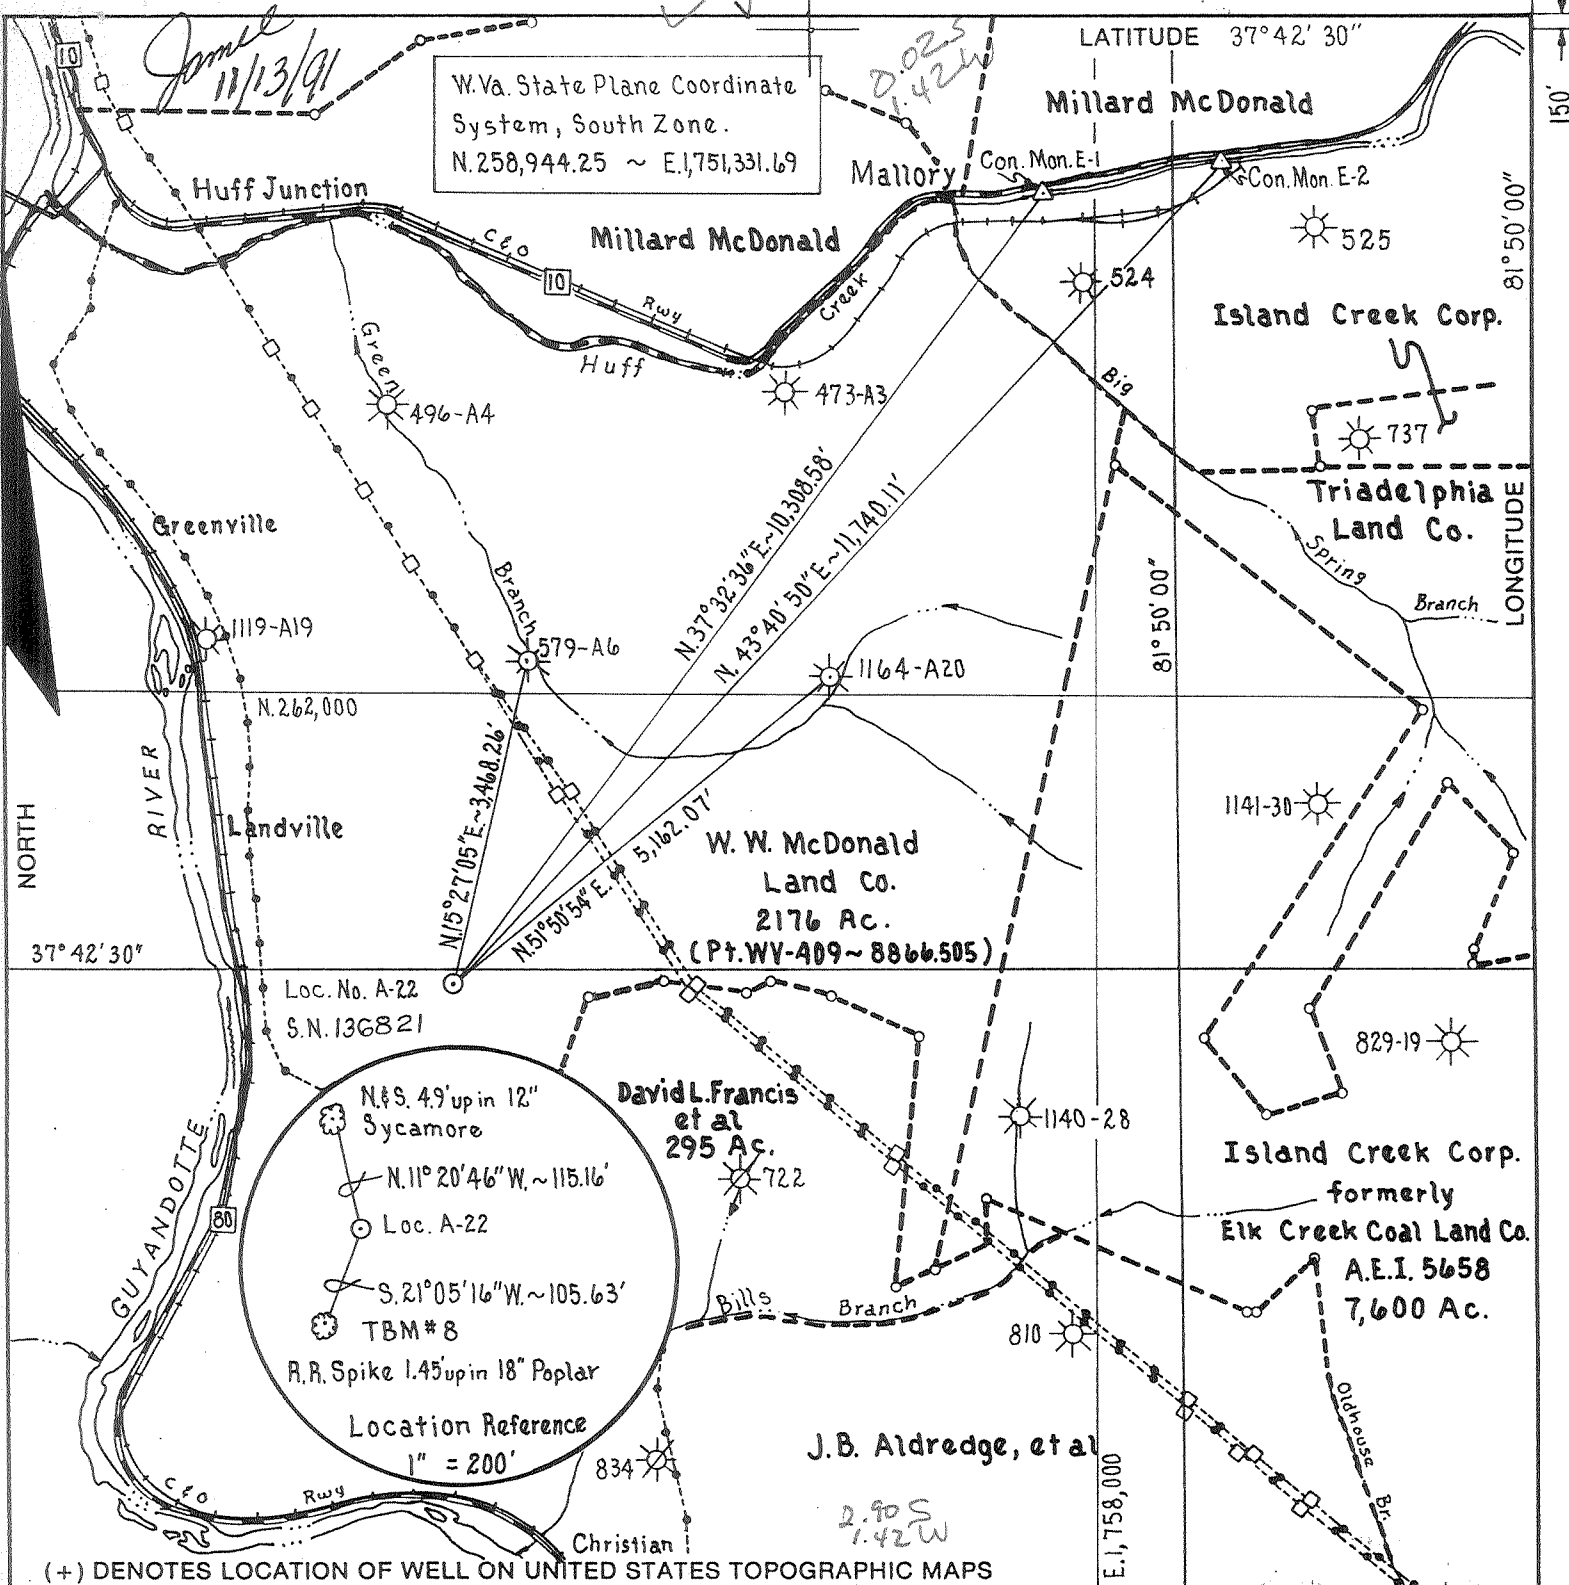 Jamel
11/13/91
0.02 S
1.42 W
LATITUDE 37°42'30"
150'
W.Va. State Plane Coordinate
System, South Zone.
N.258,944.25 ~ E.1,751,331.69
10
Millard McDonald
Mallory
Con. Mon. E-1
Con. Mon. E-2
Huff Junction
Millard McDonald
C&O
10
Rwy
Creek
Huff
525
524
81°50'00"
Island Creek Corp.
Green
496-A4
473-A3
Big
737
Triadelphia
Land Co.
LONGITUDE
Greenville
N.37°32'36"E.~10,308.58'
N.43°40'50"E~11,740.11'
Spring
Branch
Branch
81°50'00"
1119-A19
579-A6
1164-A20
N.262,000
RIVER
N.15°27'05"E.~3,468.26'
N.51°50'54"E. 5,162.07'
1141-30
NORTH
Landville
W. W. McDonald
Land Co.
2176 Ac.
(Pt.WV-409~8866.505)
37°42'30"
Loc. No. A-22
S.N. 136821
829-19
N.&S. 4.9' up in 12"
Sycamore
N.11°20'46"W.~115.16'
Loc. A-22
S.21°05'16"W.~105.63'
TBM#8
R.R. Spike 1.45' up in 18" Poplar
Location Reference
1" = 200'
David L. Francis
et al
295 Ac.
722
1140-28
Island Creek Corp.
formerly
Elk Creek Coal Land Co.
A.E.I. 5658
7,600 Ac.
GUYANDOTTE
80
Bills Branch
810
Oldhouse
Br.
J.B. Aldredge, et al
834
E.1,758,000
C&O Rwy
2.90 S
1.42 W
Christian
(+) DENOTES LOCATION OF WELL ON UNITED STATES TOPOGRAPHIC MAPS